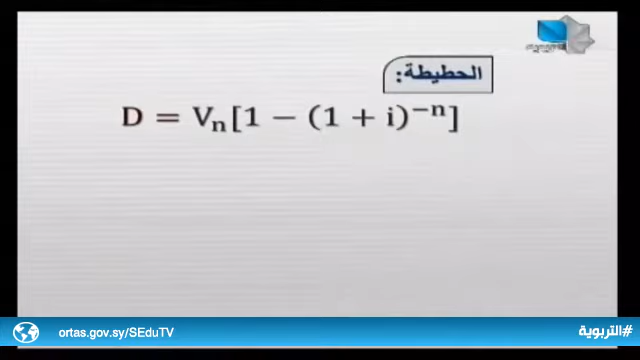 الحطيطة:
D = Vₙ[1 − (1 + i)⁻ⁿ]
ortas.gov.sy/SEduTV
#التربوية